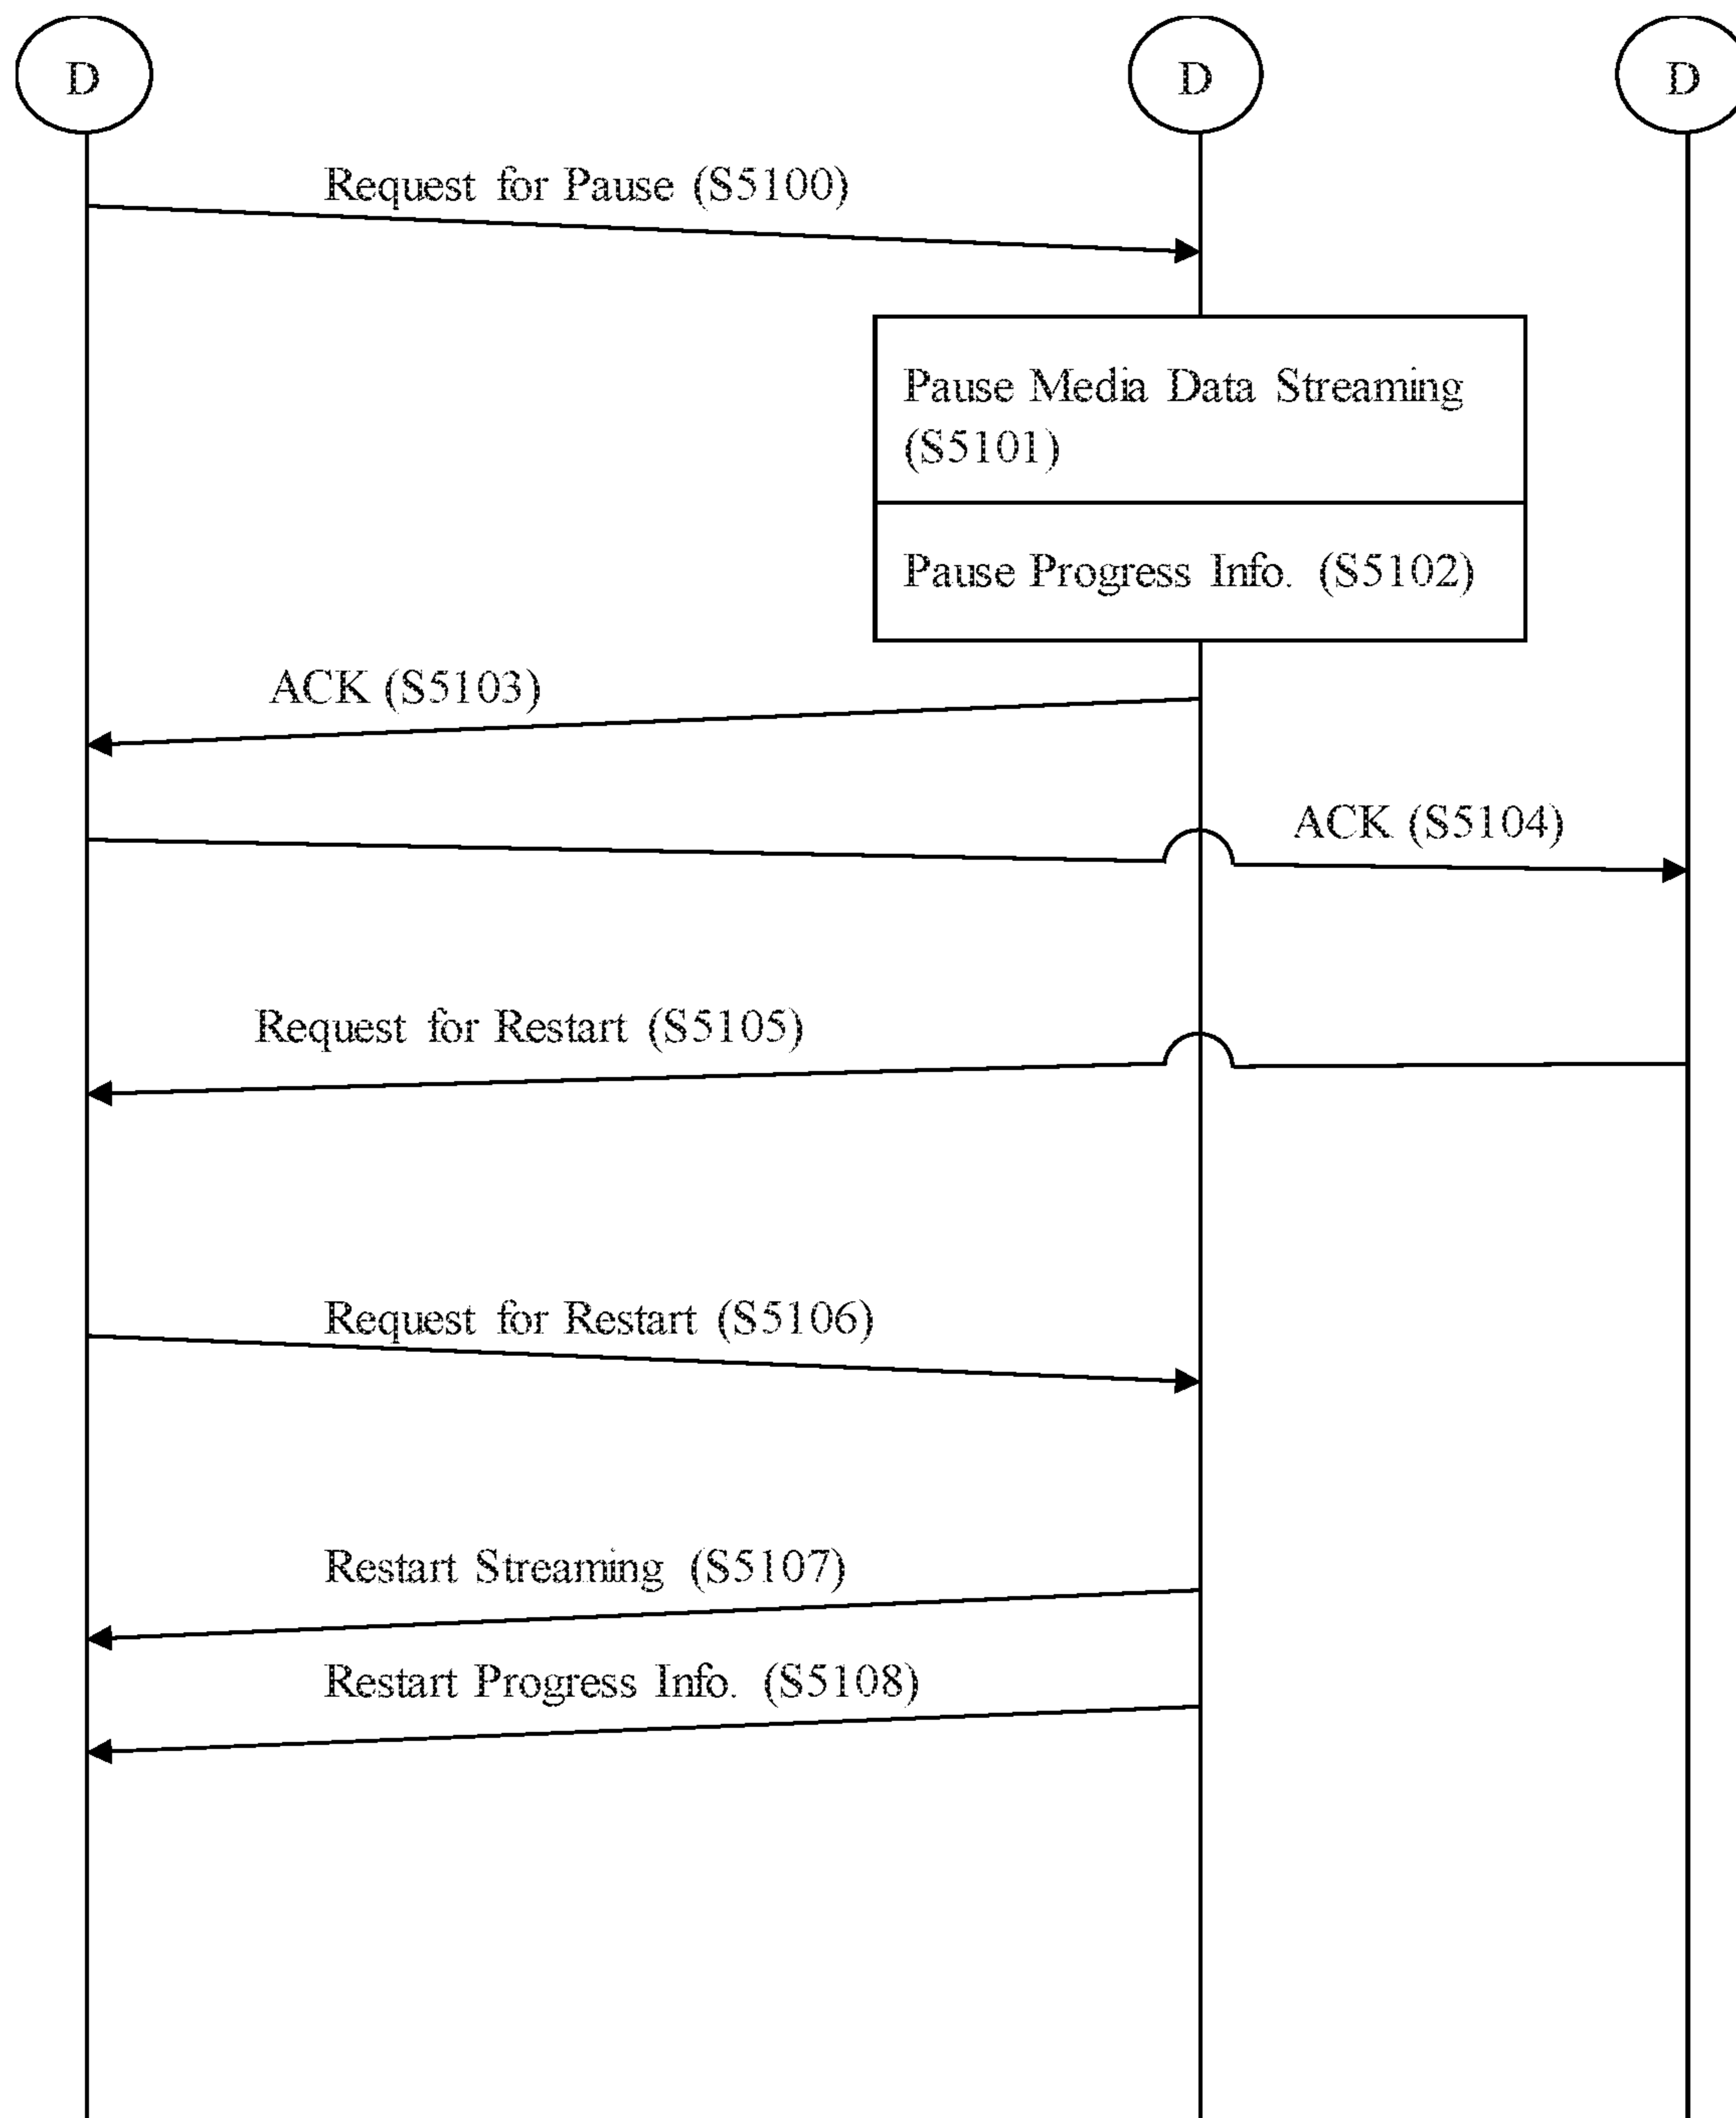 D
D
D
Request for Pause (S5100)
Pause Media Data Streaming
(S5101)
Pause Progress Info. (S5102)
ACK (S5103)
ACK (S5104)
Request for Restart (S5105)
Request for Restart (S5106)
Restart Streaming (S5107)
Restart Progress Info. (S5108)